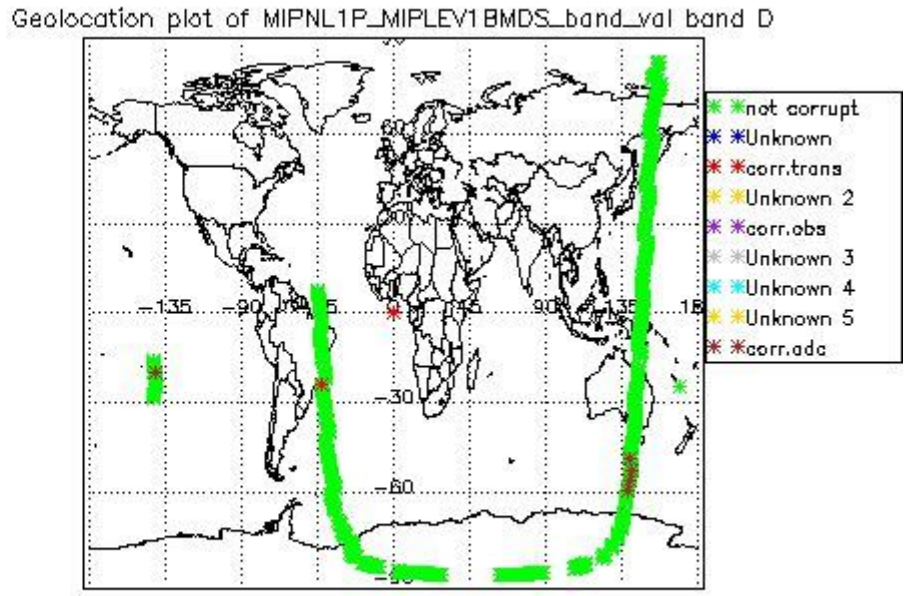 Geolocation plot of MIPNL1P_MIPLEV1BMDS_band_val band D
not corrupt
Unknown
corr.trans
Unknown 2
corr.obs
Unknown 3
Unknown 4
Unknown 5
corr.adc
-135
-90
90
135
-30
-60